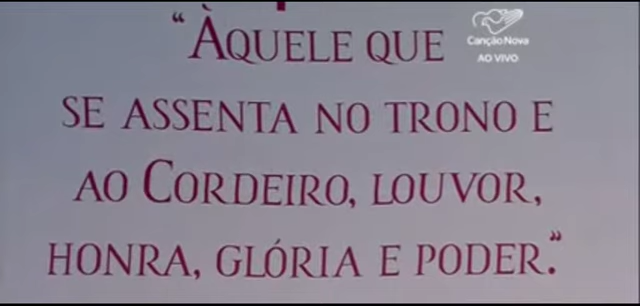 "ÀQUELE QUE
SE ASSENTA NO TRONO E
AO CORDEIRO, LOUVOR,
HONRA, GLÓRIA E PODER."
Canção Nova
AO VIVO